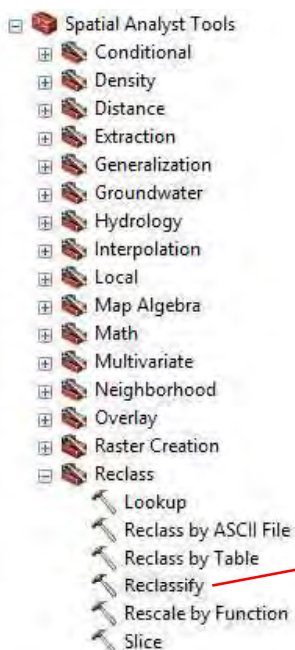 Spatial Analyst Tools
Conditional
Density
Distance
Extraction
Generalization
Groundwater
Hydrology
Interpolation
Local
Map Algebra
Math
Multivariate
Neighborhood
Overlay
Raster Creation
Reclass
Lookup
Reclass by ASCII File
Reclass by Table
Reclassify
Rescale by Function
Slice